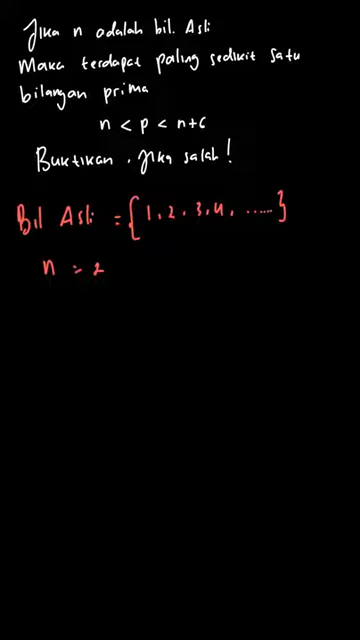 Jika n adalah bil. Asli
Maka terdapat paling sedikit satu
bilangan prima
n < p < n+6
Buktikan. Jika salah!
Bil Asli = { 1, 2, 3, 4, ...... }
n = 2